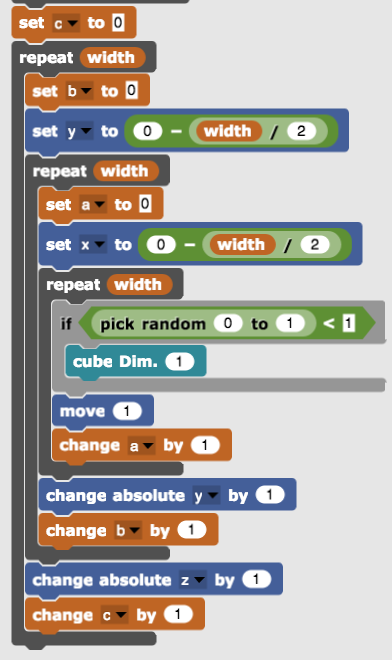 set c to 0
repeat width
set b to 0
set y to 0 - width / 2
repeat width
set a to 0
set x to 0 - width / 2
repeat width
if pick random 0 to 1 < 1
cube Dim. 1
move 1
change a by 1
change absolute y by 1
change b by 1
change absolute z by 1
change c by 1